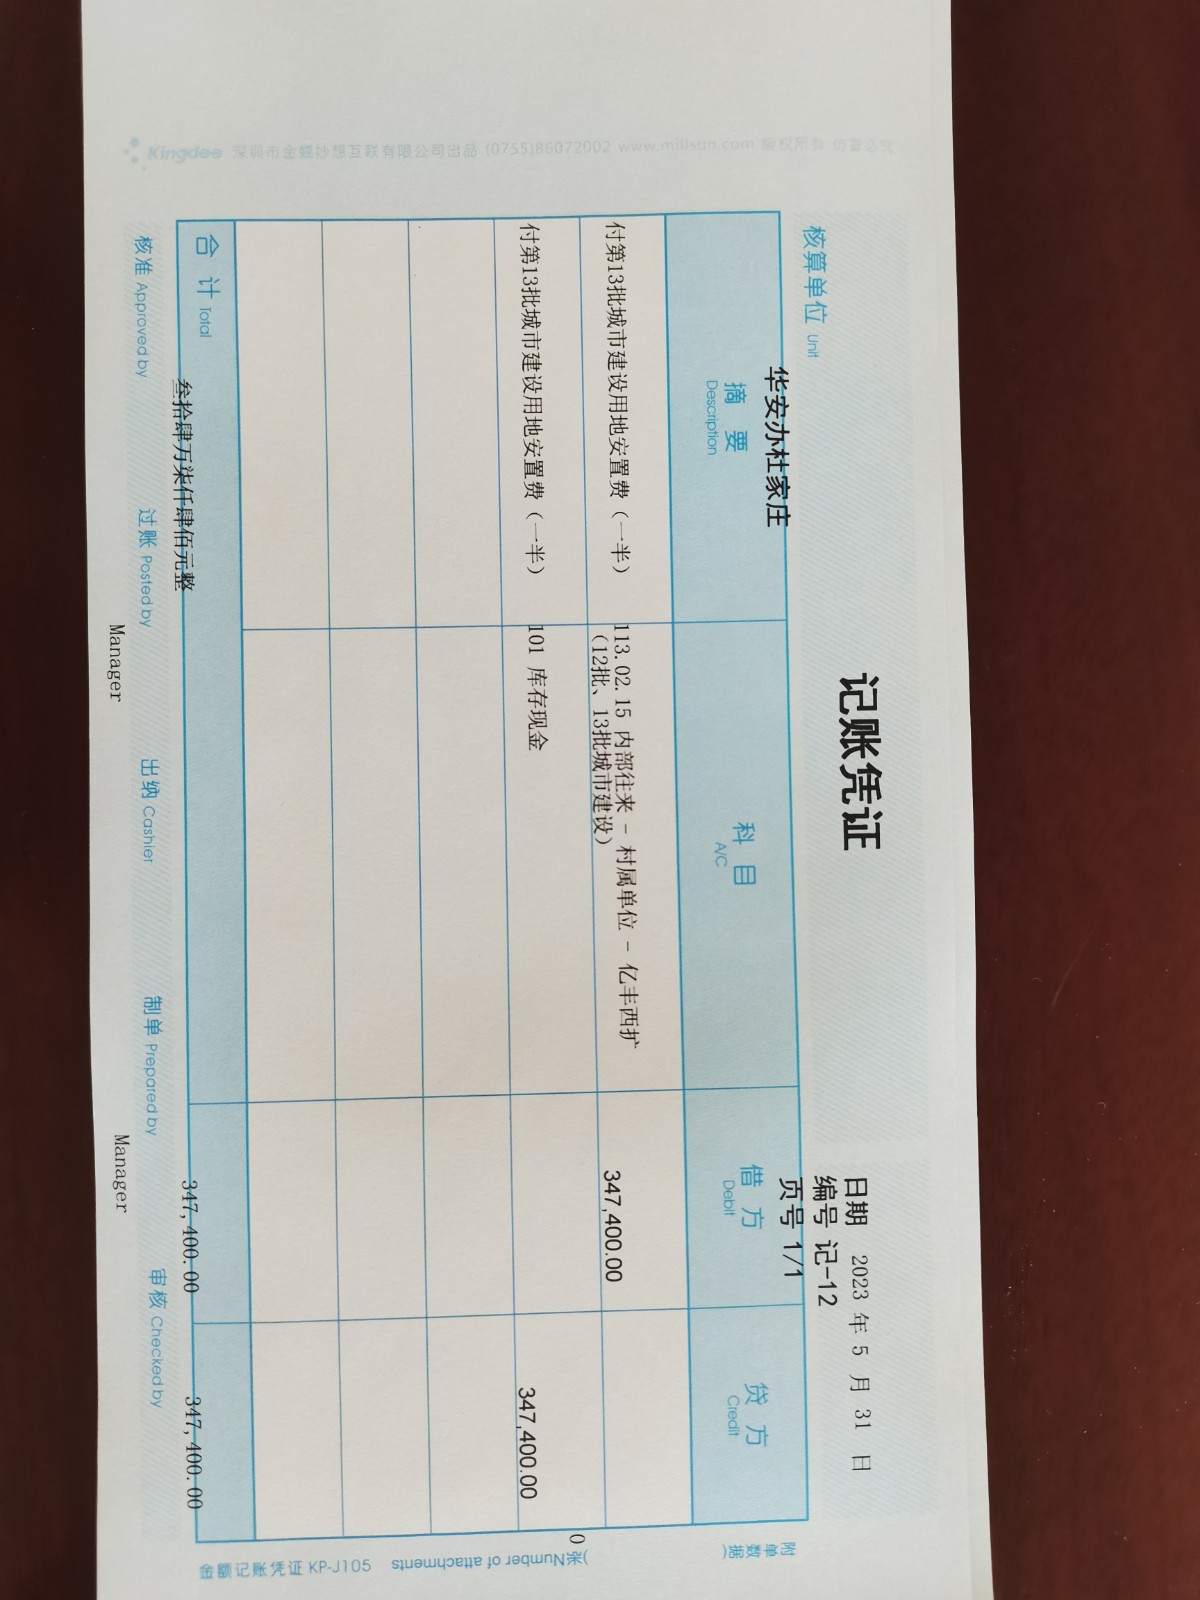 记账凭证
日期 2023 年 5 月 31 日
编号 记-12
核算单位 Unit 华安办杜家庄
页号 1/1
摘 要 Description 科 目 A/C 借 方 Debit 贷 方 Credit
付第13批城市建设用地安置费（一半） 113.02.15 内部往来 - 村属单位 - 亿丰西扩 347,400.00
（12批、13批城市建设）
付第13批城市建设用地安置费（一半） 101 库存现金 347,400.00
合 计 Total 叁拾肆万柒仟肆佰元整 347,400.00 347,400.00
附单数据( 0 张Number of attachments)
金额记账凭证 KP-J105
核准 Approved by 过账 Posted by Manager 出纳 Cashier 制单 Prepared by Manager 审核 Checked by
Kingdee 深圳市金蝶妙想互联有限公司出品 (0755)86072002 www.millsun.com 版权所有 仿冒必究